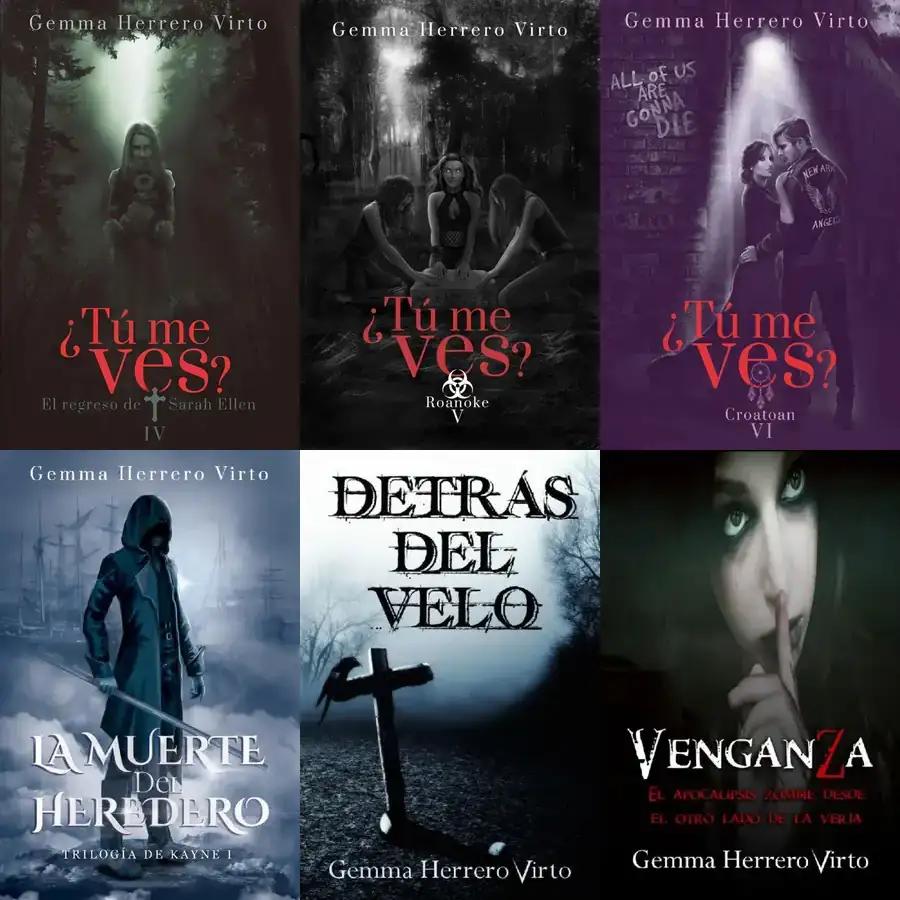 Gemma Herrero Virto
¿Tú me
ves?
El regreso de Sarah Ellen
IV
Gemma Herrero Virto
¿Tú me
ves?
Roanoke
V
Gemma Herrero Virto
ALL OF US
ARE
GONNA
DIE
NEWARK
ANGELS
¿Tú me
ves?
Croatoan
VI
Gemma Herrero Virto
LA MUERTE
DEL
HEREDERO
TRILOGÍA DE KAYNE I
DETRÁS
DEL
VELO
Gemma Herrero Virto
VENGANZA
EL APOCALIPSIS ZOMBIE DESDE
EL OTRO LADO DE LA VERJA
Gemma Herrero Virto